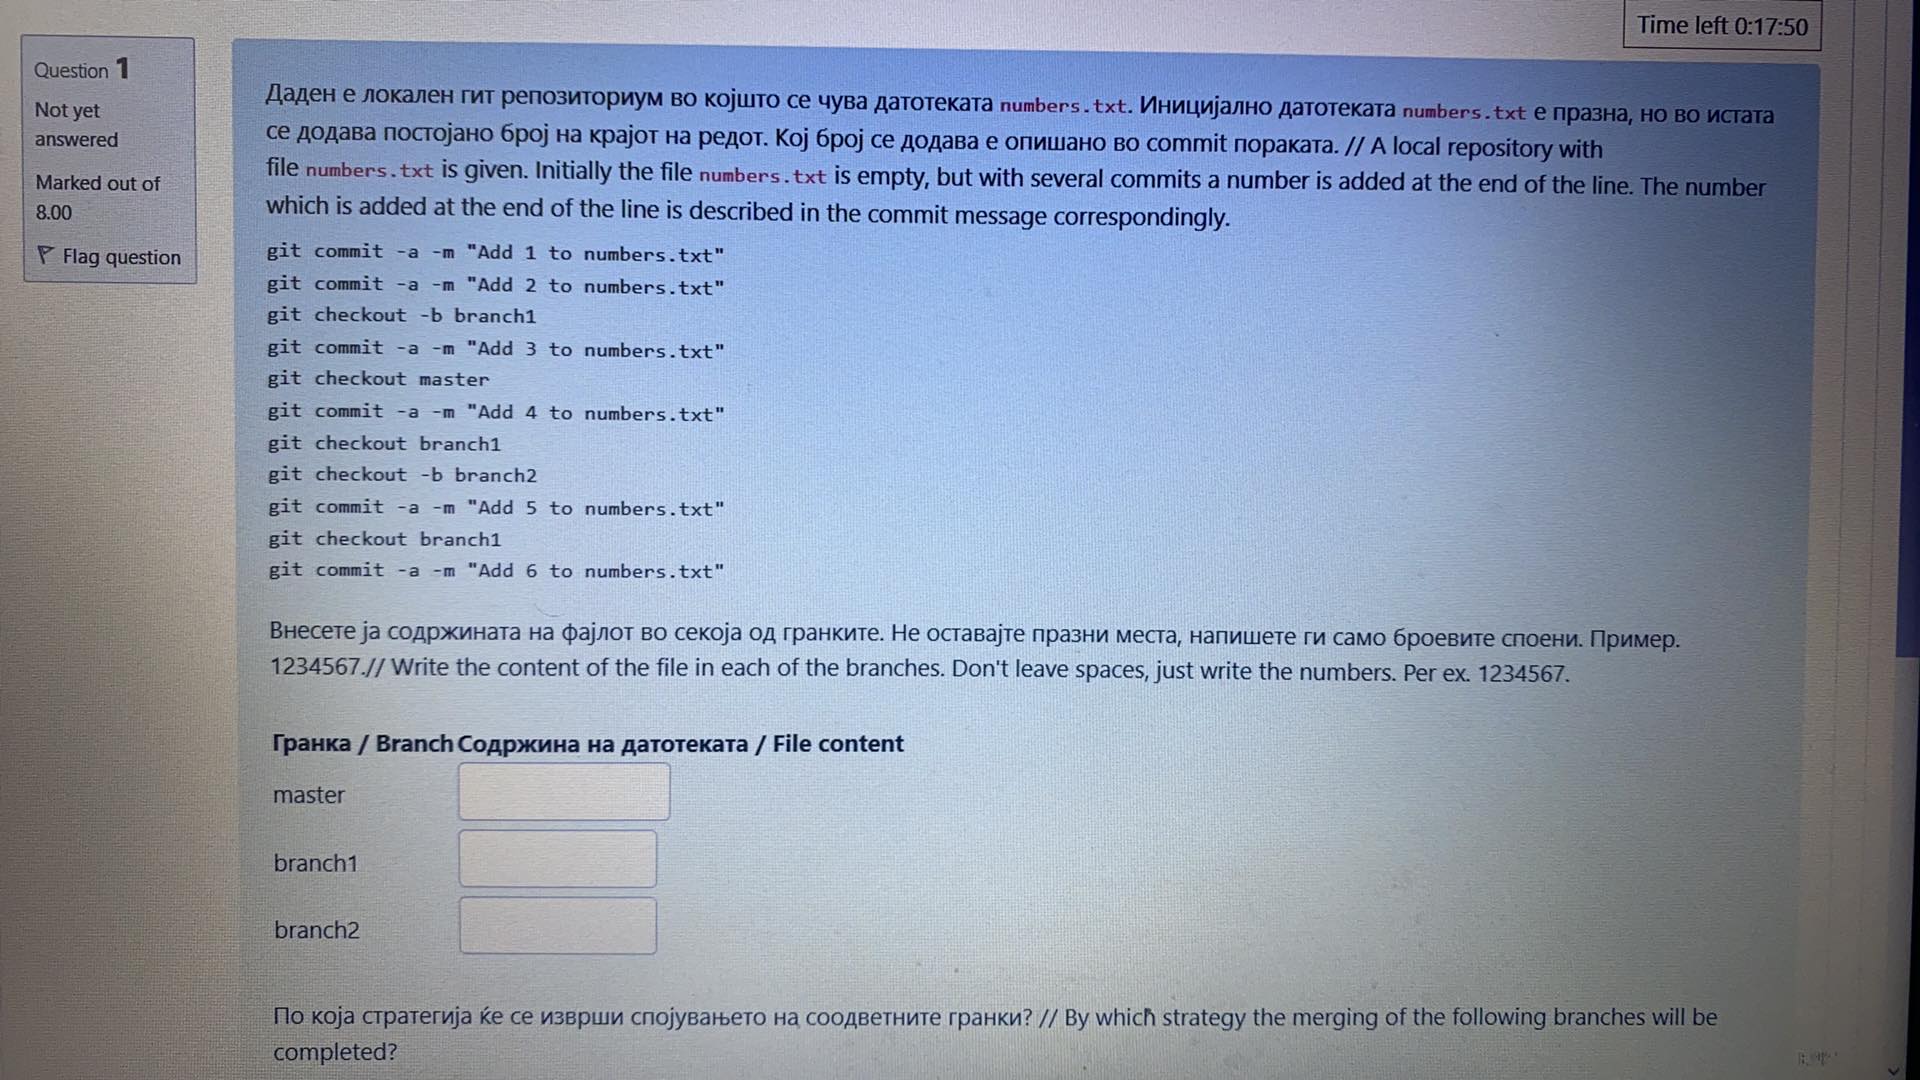 Time left 0:17:50
Question 1
Not yet
answered
Marked out of
8.00
Flag question
Даден е локален гит репозиториум во којшто се чува датотеката numbers.txt. Иницијално датотеката numbers.txt е празна, но во истата
се додава постојано број на крајот на редот. Кој број се додава е опишано во commit пораката. // A local repository with
file numbers.txt is given. Initially the file numbers.txt is empty, but with several commits a number is added at the end of the line. The number
which is added at the end of the line is described in the commit message correspondingly.
git commit -a -m "Add 1 to numbers.txt"
git commit -a -m "Add 2 to numbers.txt"
git checkout -b branch1
git commit -a -m "Add 3 to numbers.txt"
git checkout master
git commit -a -m "Add 4 to numbers.txt"
git checkout branch1
git checkout -b branch2
git commit -a -m "Add 5 to numbers.txt"
git checkout branch1
git commit -a -m "Add 6 to numbers.txt"
Внесете ја содржината на фајлот во секоја од гранките. Не оставајте празни места, напишете ги само броевите споени. Пример.
1234567.// Write the content of the file in each of the branches. Don't leave spaces, just write the numbers. Per ex. 1234567.
Гранка / Branch Содржина на датотеката / File content
master
branch1
branch2
По која стратегија ќе се изврши спојувањето на соодветните гранки? // By which strategy the merging of the following branches will be
completed?